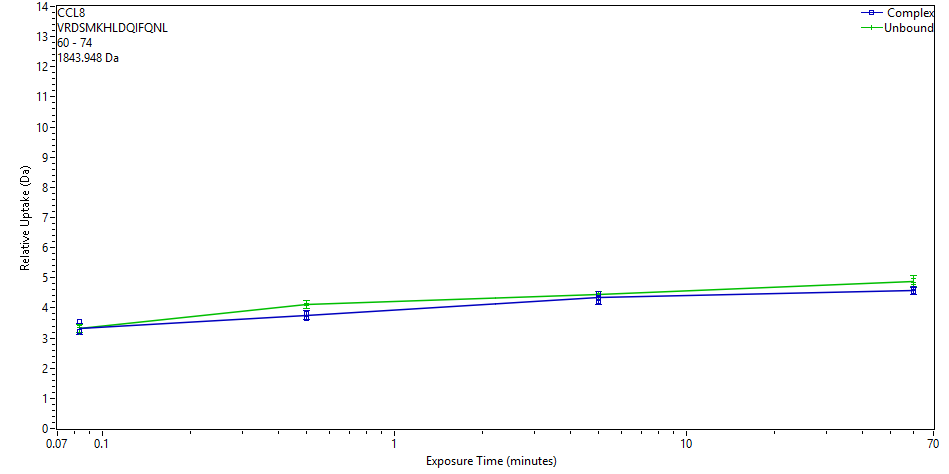 CCL8
VRDSMKHLDQIFQNL
60 - 74
1843.948 Da
Complex
Unbound
Relative Uptake (Da)
14
13
12
11
10
9
8
7
6
5
4
3
2
1
0
0.07 0.1 1 10 70
Exposure Time (minutes)